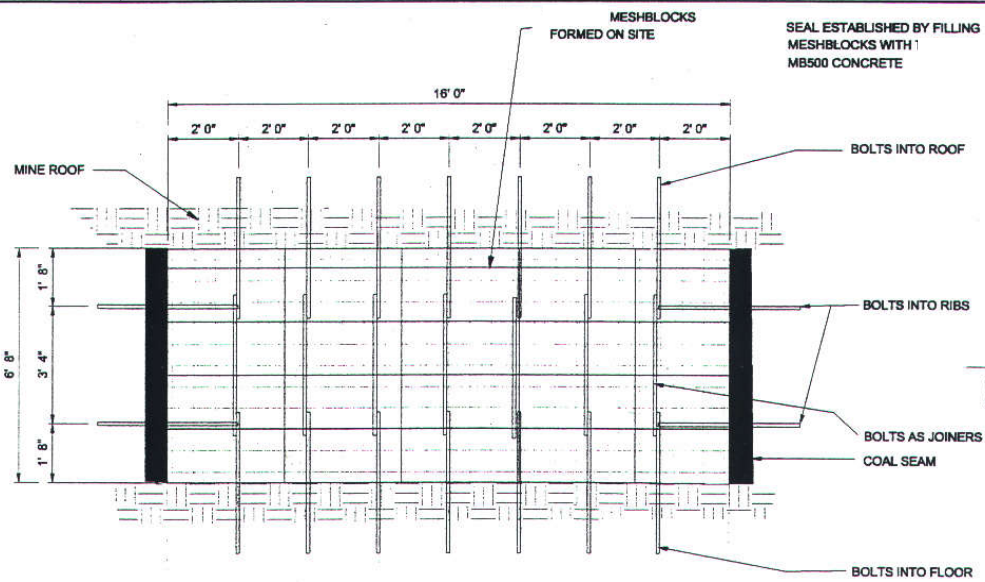 MESHBLOCKS
FORMED ON SITE
SEAL ESTABLISHED BY FILLING
MESHBLOCKS WITH
MB500 CONCRETE
16' 0"
2' 0" 2' 0" 2' 0" 2' 0" 2' 0" 2' 0" 2' 0" 2' 0"
BOLTS INTO ROOF
MINE ROOF
1' 8"
BOLTS INTO RIBS
6' 8"
3' 4"
1' 8"
BOLTS AS JOINERS
COAL SEAM
BOLTS INTO FLOOR